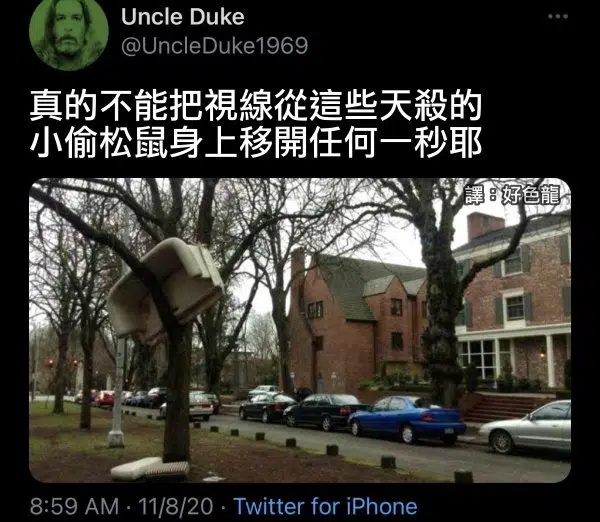 Uncle Duke
@UncleDuke1969
真的不能把視線從這些天殺的
小偷松鼠身上移開任何一秒耶
譯：好色龍
8:59 AM · 11/8/20 · Twitter for iPhone